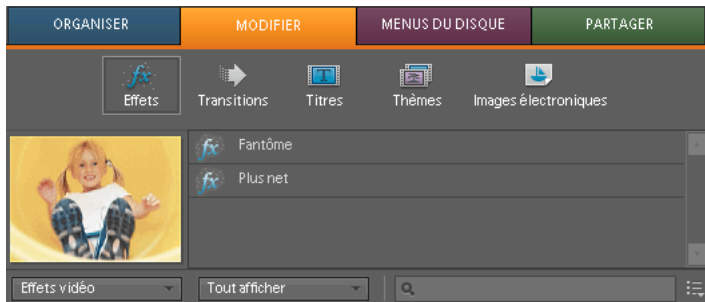 ORGANISER MODIFIER MENUS DU DISQUE PARTAGER
Effets Transitions Titres Thèmes Images électroniques
Fantôme
Plus net
Effets vidéo Tout afficher